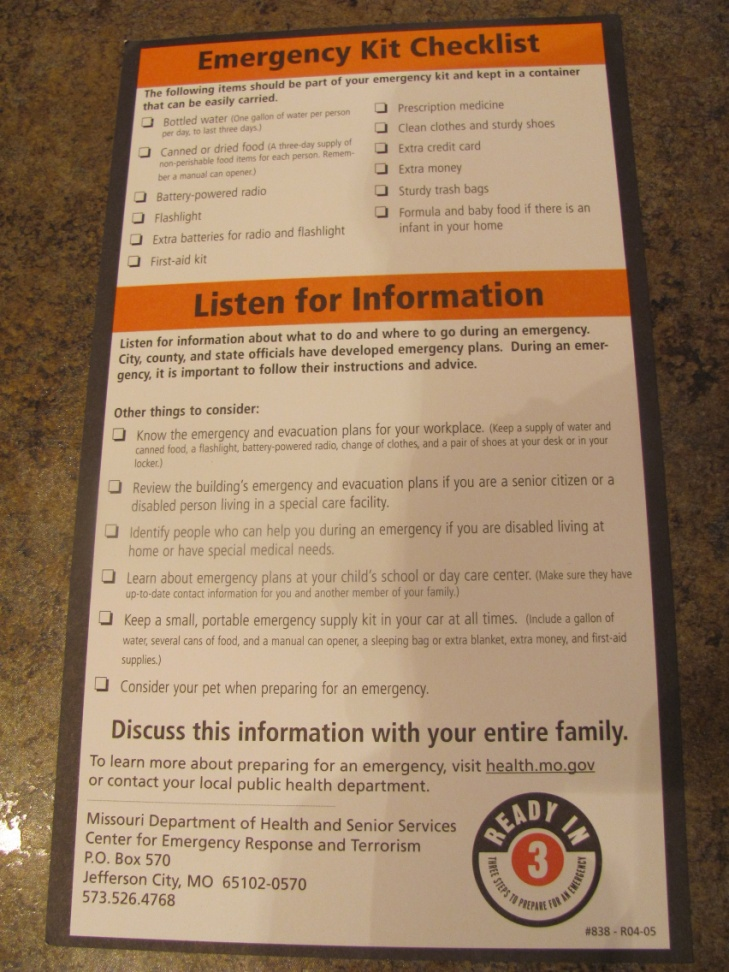 Emergency Kit Checklist
The following items should be part of your emergency kit and kept in a container
that can be easily carried.
Bottled water (One gallon of water per person
per day, to last three days.)
Canned or dried food (A three-day supply of
non-perishable food items for each person. Remem-
ber a manual can opener.)
Battery-powered radio
Flashlight
Extra batteries for radio and flashlight
First-aid kit
Prescription medicine
Clean clothes and sturdy shoes
Extra credit card
Extra money
Sturdy trash bags
Formula and baby food if there is an
infant in your home
Listen for Information
Listen for information about what to do and where to go during an emergency.
City, county, and state officials have developed emergency plans. During an emer-
gency, it is important to follow their instructions and advice.
Other things to consider:
Know the emergency and evacuation plans for your workplace. (Keep a supply of water and
canned food, a flashlight, battery-powered radio, change of clothes, and a pair of shoes at your desk or in your
locker.)
Review the building's emergency and evacuation plans if you are a senior citizen or a
disabled person living in a special care facility.
Identify people who can help you during an emergency if you are disabled living at
home or have special medical needs.
Learn about emergency plans at your child's school or day care center. (Make sure they have
up-to-date contact information for you and another member of your family.)
Keep a small, portable emergency supply kit in your car at all times. (Include a gallon of
water, several cans of food, and a manual can opener, a sleeping bag or extra blanket, extra money, and first-aid
supplies.)
Consider your pet when preparing for an emergency.
Discuss this information with your entire family.
To learn more about preparing for an emergency, visit health.mo.gov
or contact your local public health department.
Missouri Department of Health and Senior Services
Center for Emergency Response and Terrorism
P.O. Box 570
Jefferson City, MO 65102-0570
573.526.4768
READY IN
3
THREE STEPS TO PREPARE FOR AN EMERGENCY
#838 - R04-05